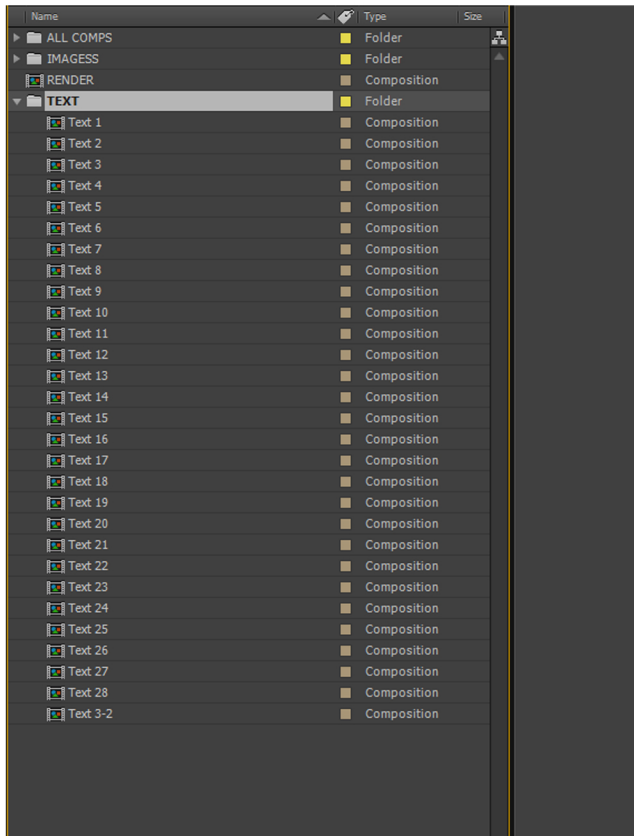 Name Type Size
ALL COMPS Folder
IMAGESS Folder
RENDER Composition
TEXT Folder
Text 1 Composition
Text 2 Composition
Text 3 Composition
Text 4 Composition
Text 5 Composition
Text 6 Composition
Text 7 Composition
Text 8 Composition
Text 9 Composition
Text 10 Composition
Text 11 Composition
Text 12 Composition
Text 13 Composition
Text 14 Composition
Text 15 Composition
Text 16 Composition
Text 17 Composition
Text 18 Composition
Text 19 Composition
Text 20 Composition
Text 21 Composition
Text 22 Composition
Text 23 Composition
Text 24 Composition
Text 25 Composition
Text 26 Composition
Text 27 Composition
Text 28 Composition
Text 3-2 Composition